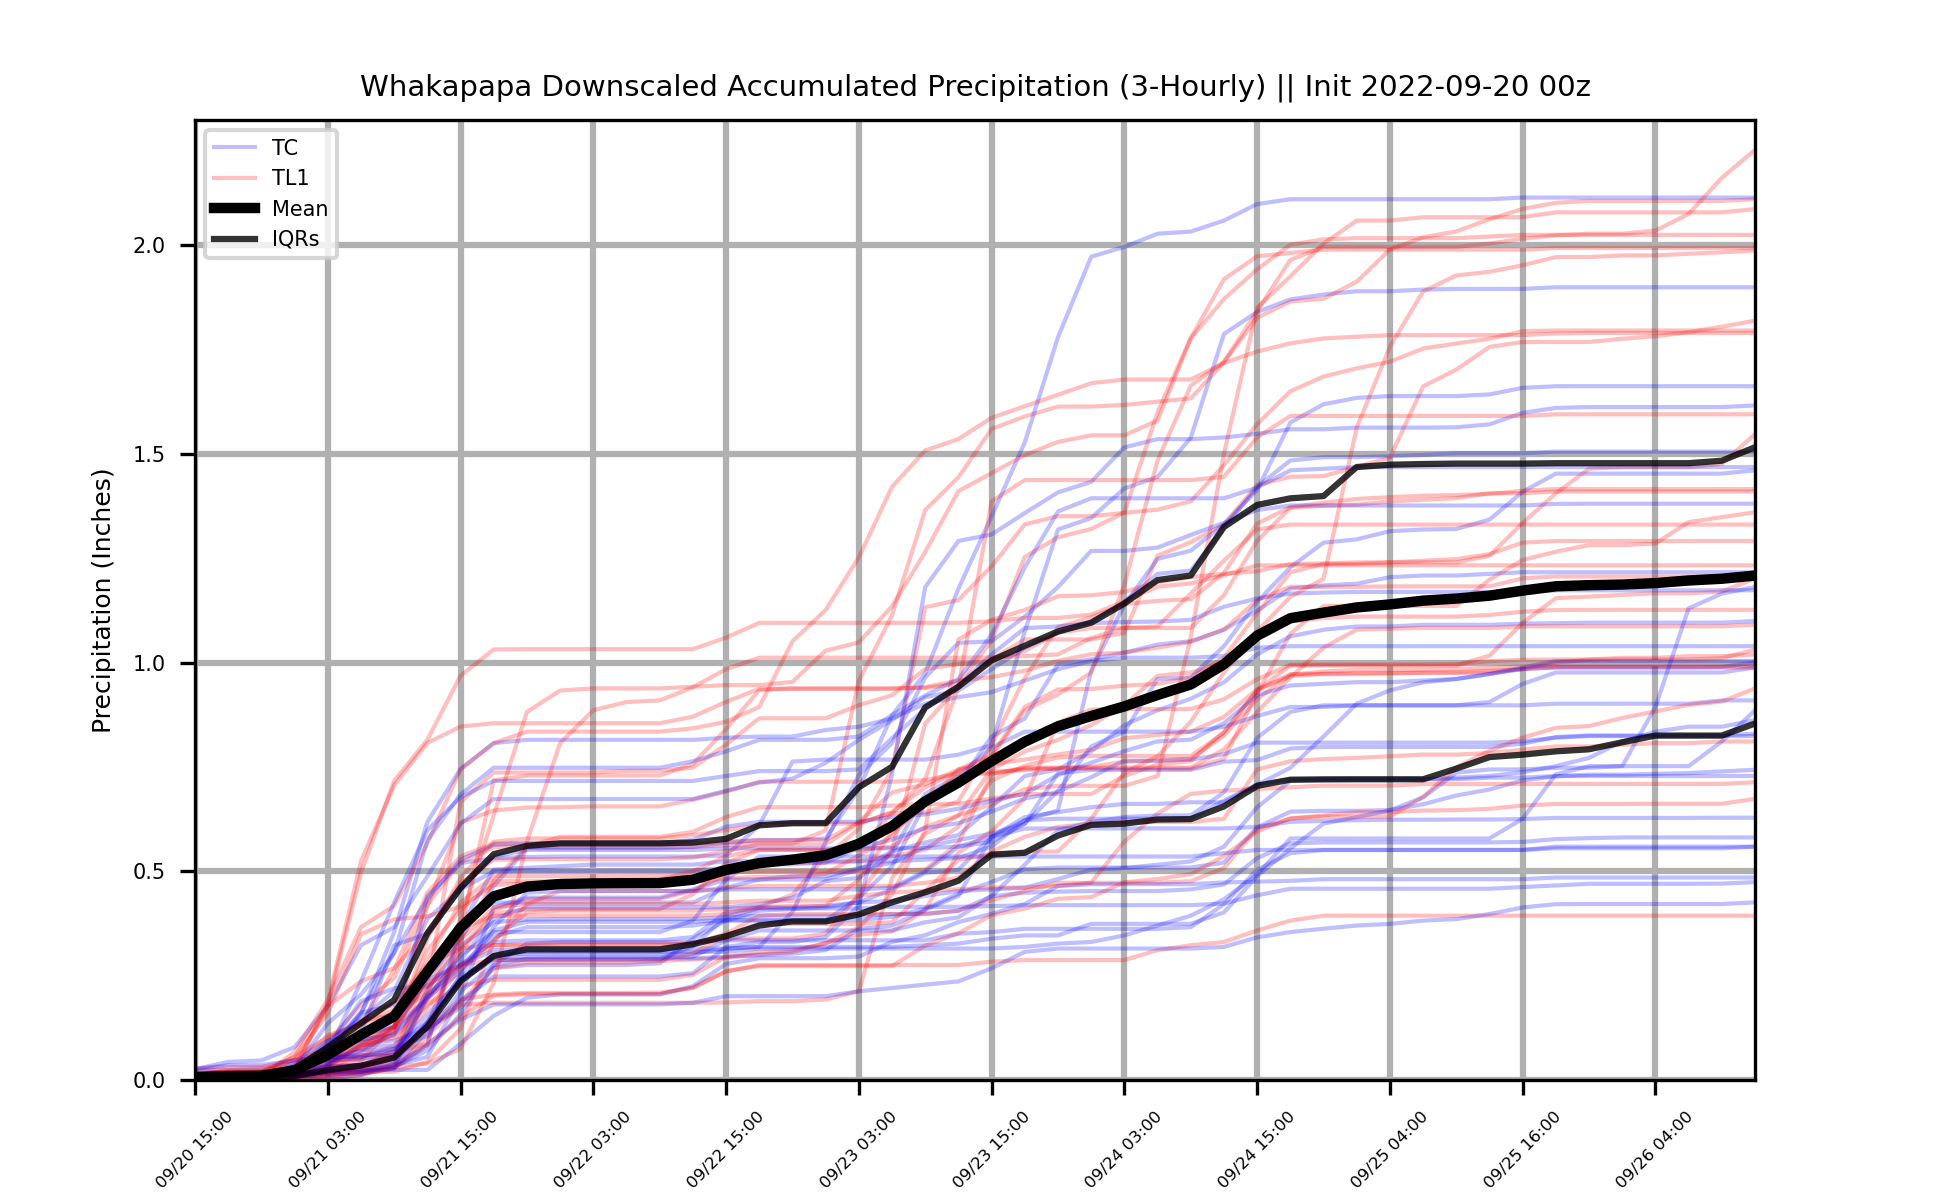 Whakapapa Downscaled Accumulated Precipitation (3-Hourly) || Init 2022-09-20 00z
TC
TL1
Mean
IQRs
Precipitation (Inches)
2.0
1.5
1.0
0.5
0.0
09/20 15:00
09/21 03:00
09/21 15:00
09/22 03:00
09/22 15:00
09/23 03:00
09/23 15:00
09/24 03:00
09/24 15:00
09/25 04:00
09/25 16:00
09/26 04:00